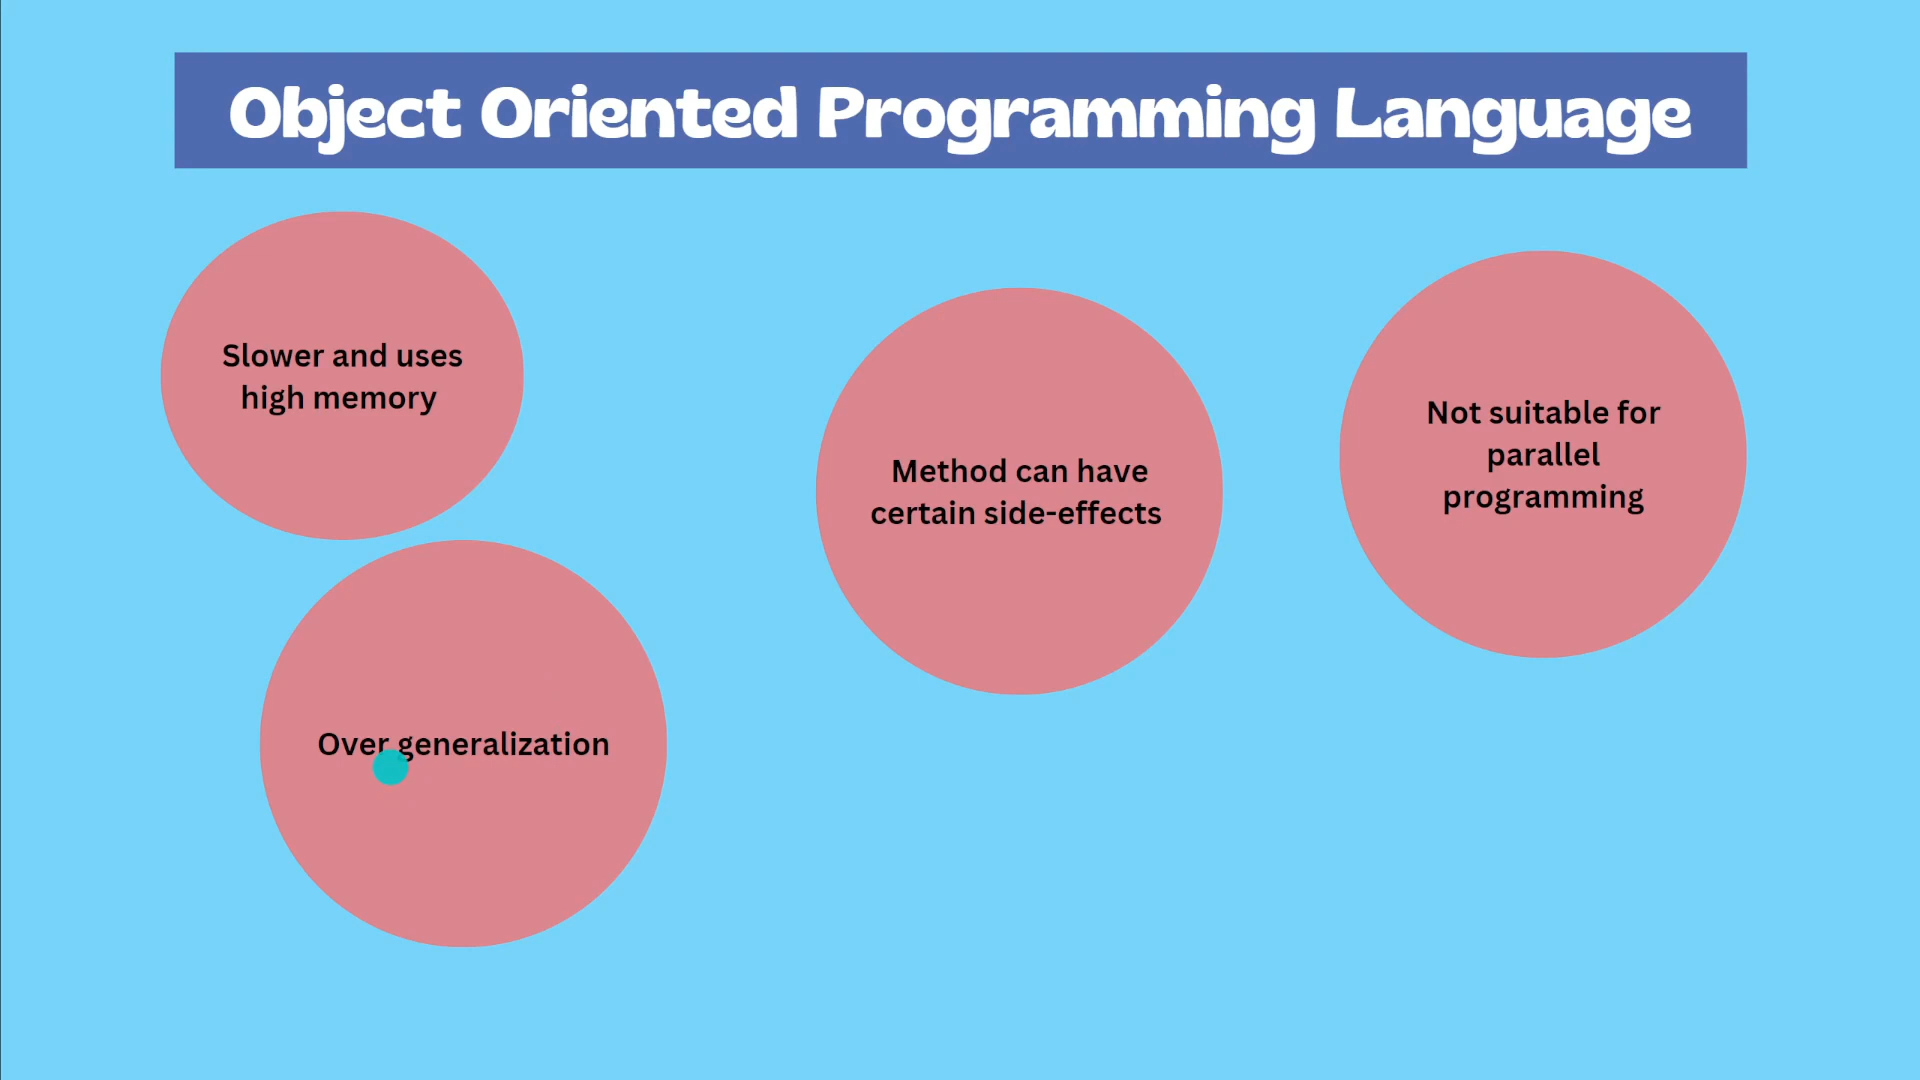 Object Oriented Programming Language
Slower and uses
high memory
Method can have
certain side-effects
Not suitable for
parallel
programming
Over generalization